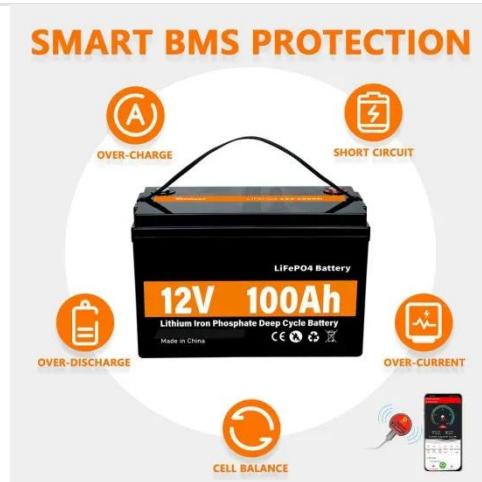 SMART BMS PROTECTION
OVER-CHARGE
SHORT CIRCUIT
LiFePO4 Battery
12V 100Ah
Lithium Iron Phosphate Deep Cycle Battery
Made in China
CE
OVER-DISCHARGE
OVER-CURRENT
CELL BALANCE